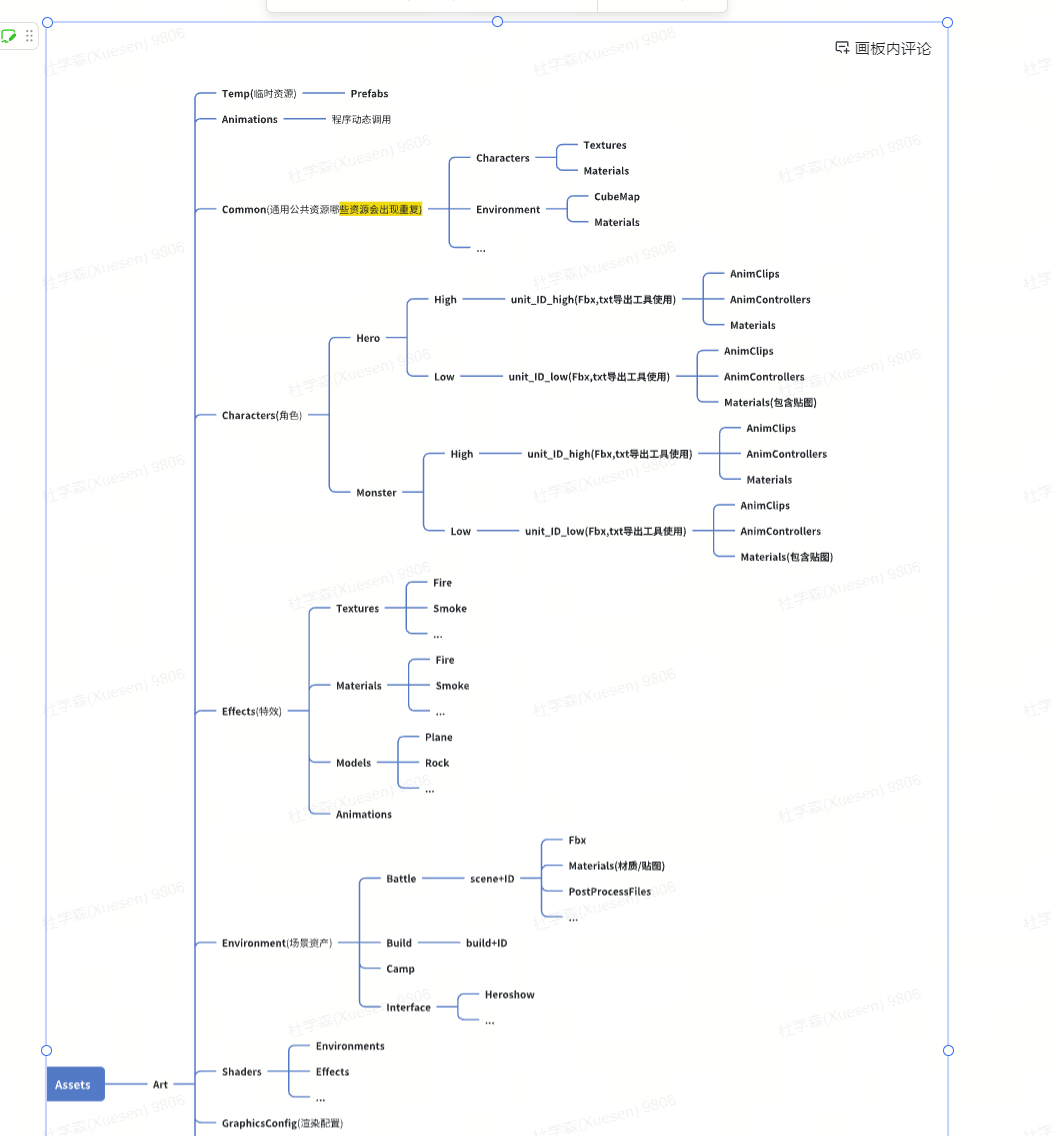 画板内评论
Temp(临时资源)
Prefabs
Animations
程序动态调用
Common(通用公共资源哪些资源会出现重复)
Characters
Textures
Materials
Environment
CubeMap
Materials
...
Characters(角色)
Hero
High
unit_ID_high(Fbx,txt导出工具使用)
AnimClips
AnimControllers
Materials
Low
unit_ID_low(Fbx,txt导出工具使用)
AnimClips
AnimControllers
Materials(包含贴图)
Monster
High
unit_ID_high(Fbx,txt导出工具使用)
AnimClips
AnimControllers
Materials
Low
unit_ID_low(Fbx,txt导出工具使用)
AnimClips
AnimControllers
Materials(包含贴图)
Effects(特效)
Textures
Fire
Smoke
...
Materials
Fire
Smoke
...
Models
Plane
Rock
...
Animations
Environment(场景资产)
Battle
scene+ID
Fbx
Materials(材质/贴图)
PostProcessFiles
...
Build
build+ID
Camp
Interface
Heroshow
...
Assets
Art
Shaders
Environments
Effects
...
GraphicsConfig(渲染配置)
杜学森(Xuesen) 9806